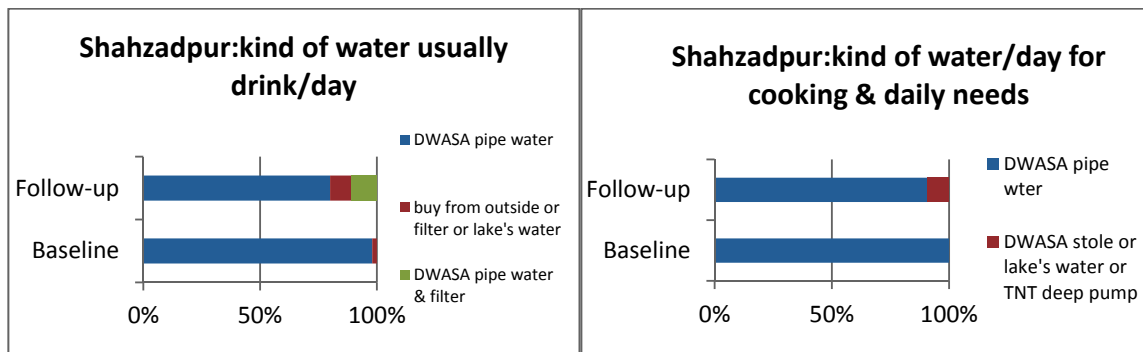 Shahzadpur:kind of water usually
drink/day
DWASA pipe water
Follow-up
buy from outside or
filter or lake's water
Baseline
DWASA pipe water
& filter
0%
50%
100%
Shahzadpur:kind of water/day for
cooking & daily needs
DWASA pipe
wter
Follow-up
DWASA stole or
lake's water or
TNT deep pump
Baseline
0%
50%
100%